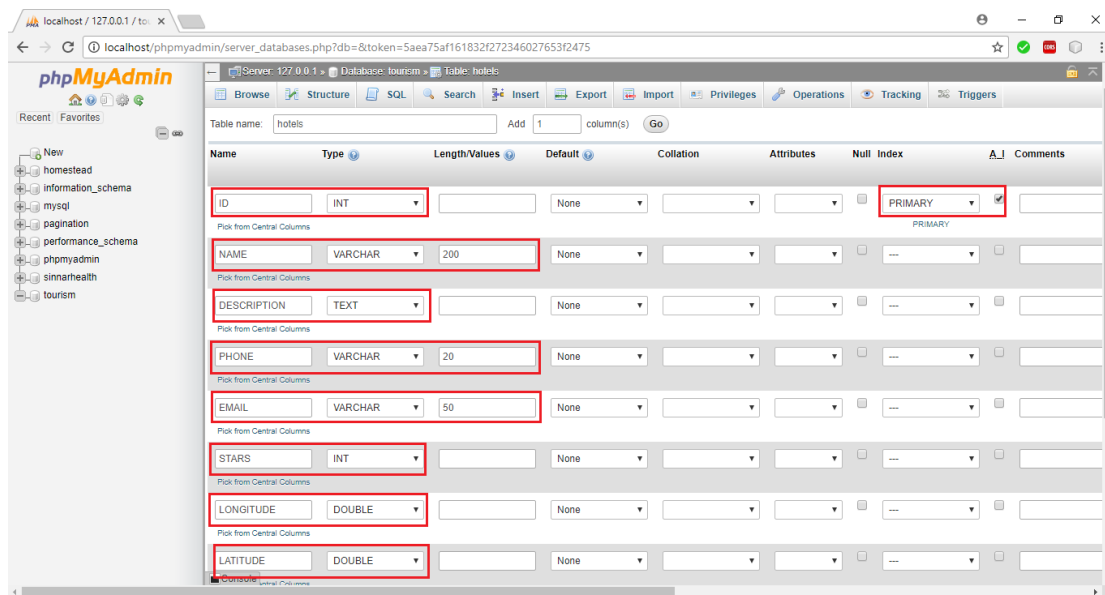 localhost / 127.0.0.1 / tou
localhost/phpmyadmin/server_databases.php?db=&token=5aea75af161832f272346027653f2475
CORS
phpMyAdmin
Recent Favorites
New
homestead
information_schema
mysql
pagination
performance_schema
phpmyadmin
sinnarhealth
tourism
Server: 127.0.0.1 » Database: tourism » Table: hotels
Browse Structure SQL Search Insert Export Import Privileges Operations Tracking Triggers
Table name: hotels Add 1 column(s) Go
Name Type Length/Values Default Collation Attributes Null Index A_I Comments
ID INT None PRIMARY
Pick from Central Columns PRIMARY
NAME VARCHAR 200 None ---
Pick from Central Columns
DESCRIPTION TEXT None ---
Pick from Central Columns
PHONE VARCHAR 20 None ---
Pick from Central Columns
EMAIL VARCHAR 50 None ---
Pick from Central Columns
STARS INT None ---
Pick from Central Columns
LONGITUDE DOUBLE None ---
Pick from Central Columns
LATITUDE DOUBLE None ---
Console Central Columns